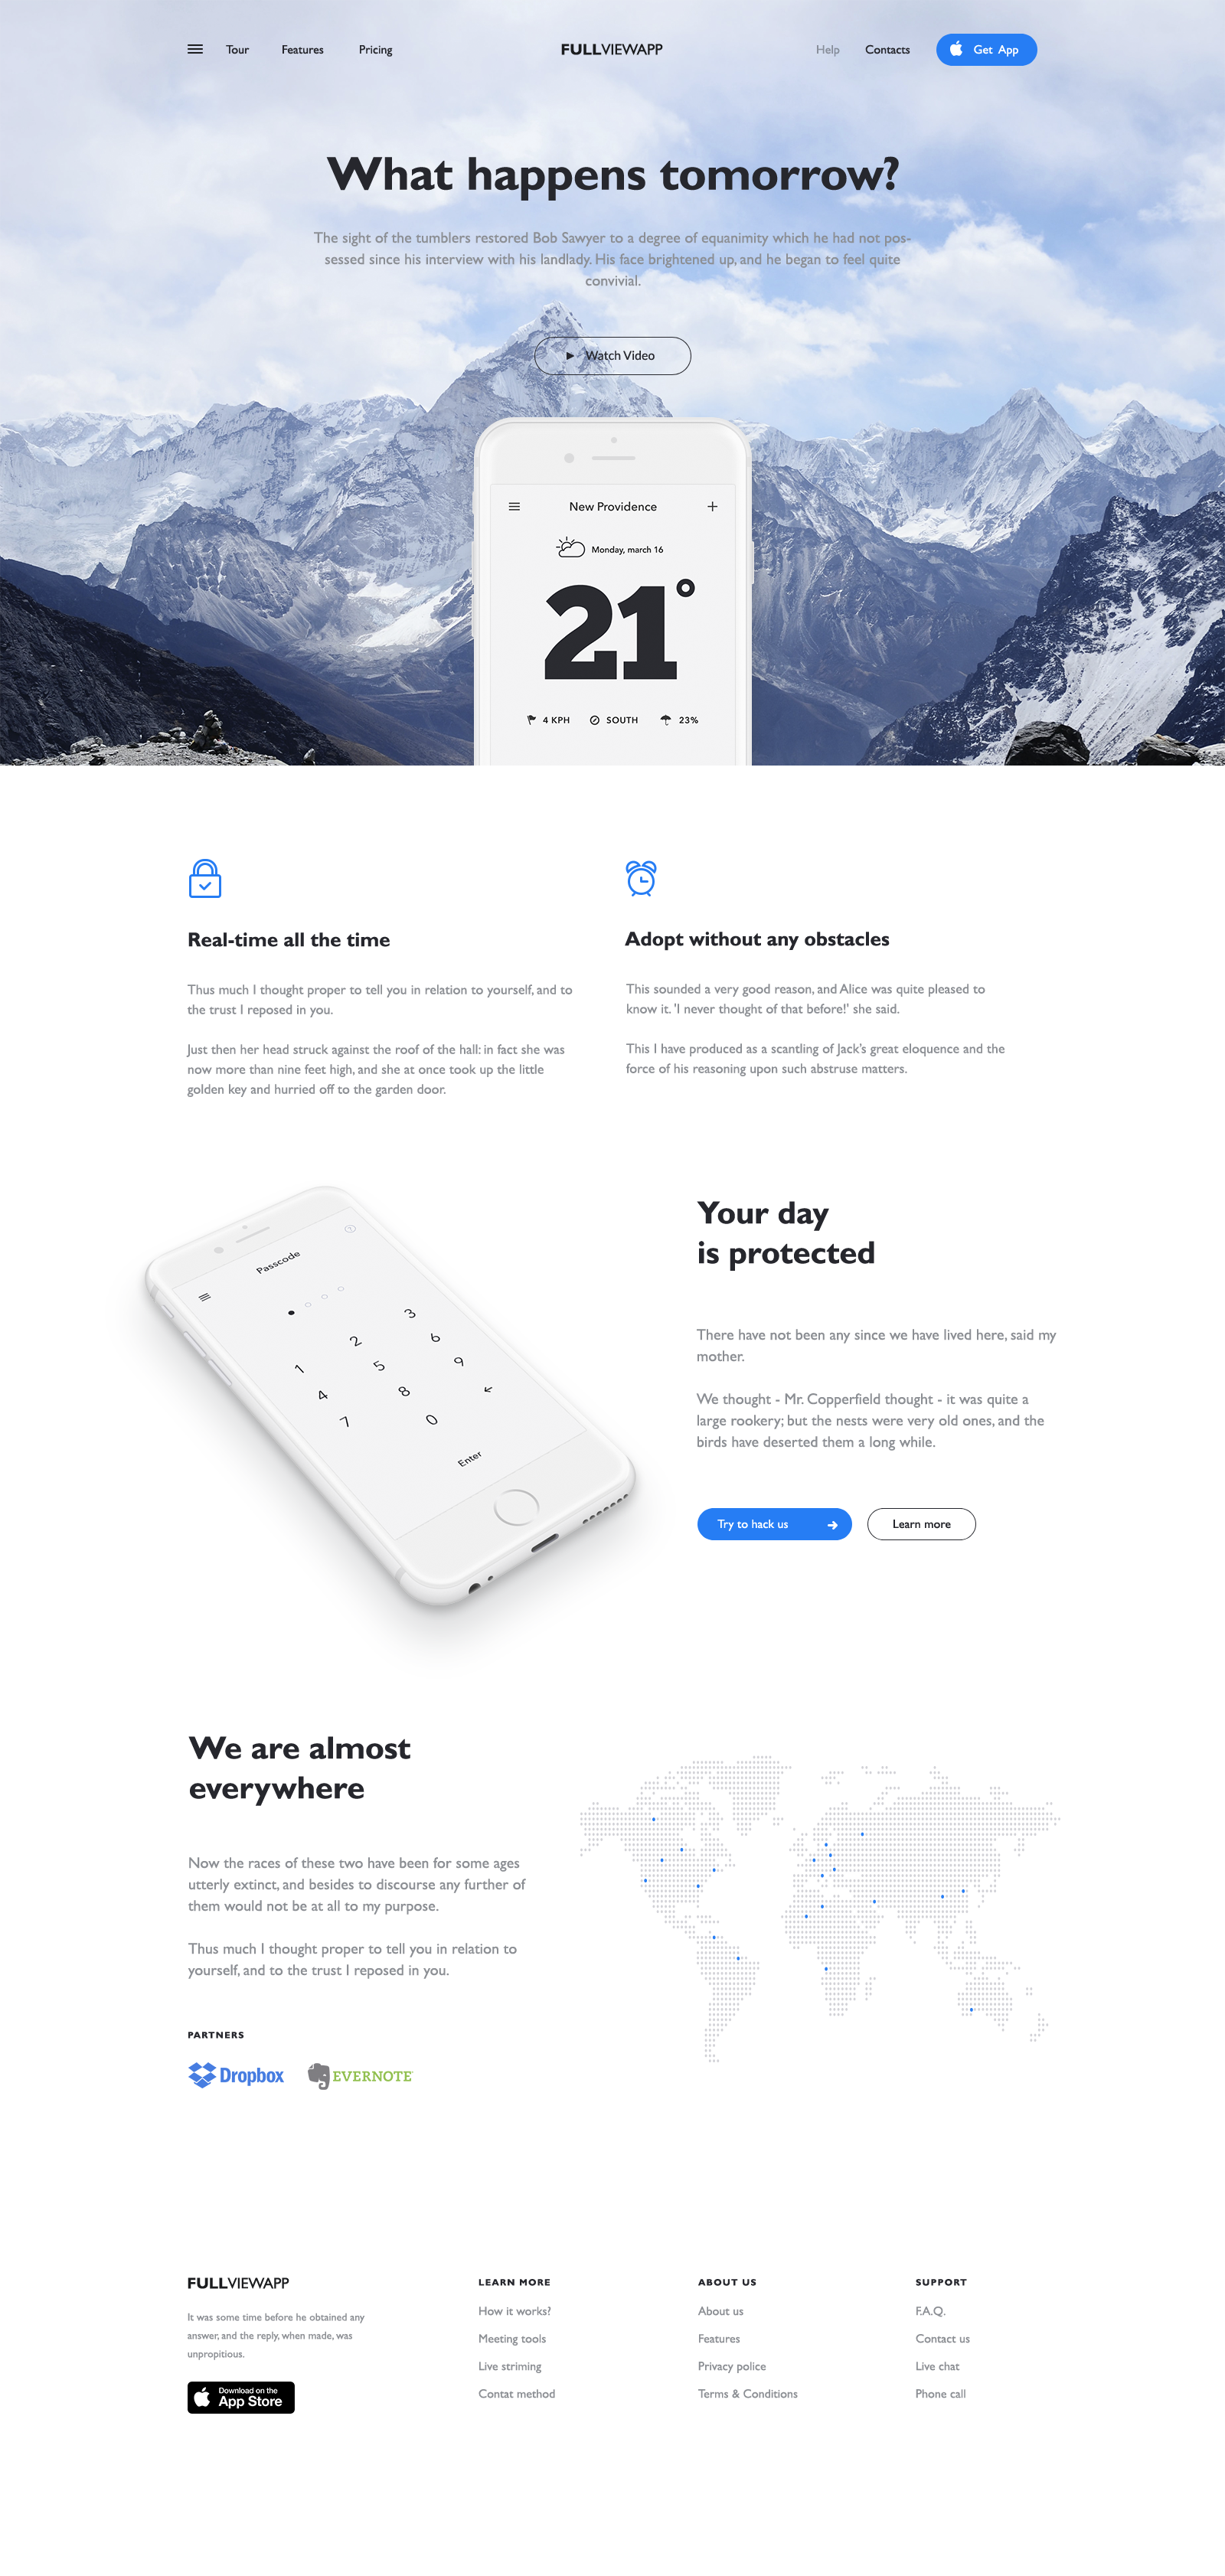 Tour Features Pricing FULLVIEWAPP Help Contacts Get App
What happens tomorrow?
The sight of the tumblers restored Bob Sawyer to a degree of equanimity which he had not pos-
sessed since his interview with his landlady. His face brightened up, and he began to feel quite
convivial.
Watch Video
New Providence
Monday, march 16
21°
4 KPH SOUTH 23%
Real-time all the time
Thus much I thought proper to tell you in relation to yourself, and to
the trust I reposed in you.
Just then her head struck against the roof of the hall: in fact she was
now more than nine feet high, and she at once took up the little
golden key and hurried off to the garden door.
Adopt without any obstacles
This sounded a very good reason, and Alice was quite pleased to
know it. 'I never thought of that before!' she said.
This I have produced as a scantling of Jack's great eloquence and the
force of his reasoning upon such abstruse matters.
Passcode
1 2 3
4 5 6
7 8 9
0
Enter
Your day
is protected
There have not been any since we have lived here, said my
mother.
We thought - Mr. Copperfield thought - it was quite a
large rookery; but the nests were very old ones, and the
birds have deserted them a long while.
Try to hack us
Learn more
We are almost
everywhere
Now the races of these two have been for some ages
utterly extinct, and besides to discourse any further of
them would not be at all to my purpose.
Thus much I thought proper to tell you in relation to
yourself, and to the trust I reposed in you.
PARTNERS
Dropbox EVERNOTE
FULLVIEWAPP
It was some time before he obtained any
answer, and the reply, when made, was
unpropitious.
Download on the
App Store
LEARN MORE
How it works?
Meeting tools
Live striming
Contat method
ABOUT US
About us
Features
Privacy police
Terms & Conditions
SUPPORT
F.A.Q.
Contact us
Live chat
Phone call